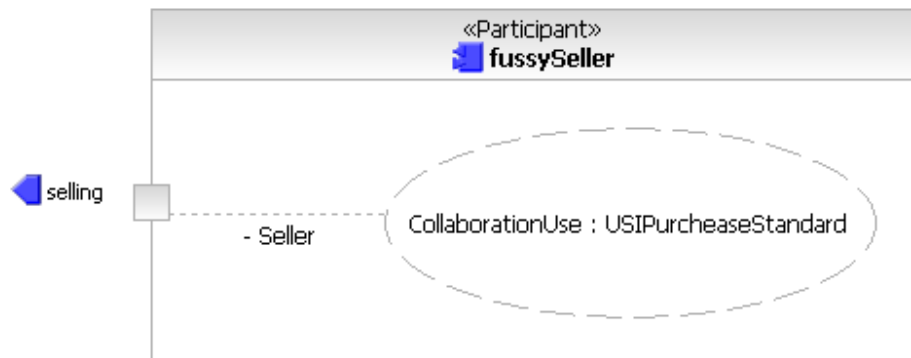 «Participant»
fussySeller
selling
- Seller
CollaborationUse : USIPurcheaseStandard